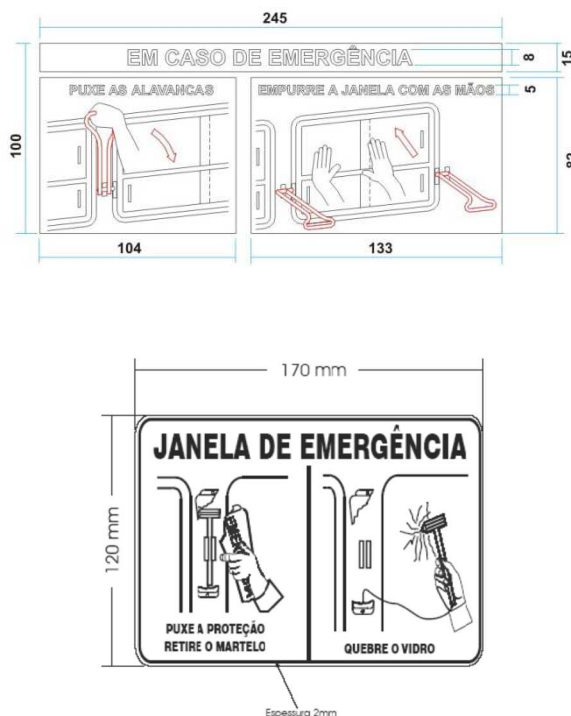 245
EM CASO DE EMERGÊNCIA
8
15
PUXE AS ALAVANCAS
EMPURRE A JANELA COM AS MÃOS
5
100
104
133
170 mm
120 mm
JANELA DE EMERGÊNCIA
PUXE A PROTEÇÃO
RETIRE O MARTELO
QUEBRE O VIDRO
Espessura 2mm